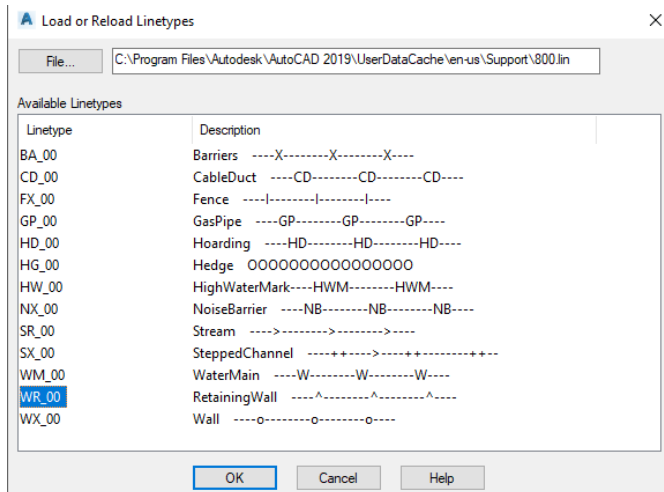 Load or Reload Linetypes
File... C:\Program Files\Autodesk\AutoCAD 2019\UserDataCache\en-us\Support\800.lin
Available Linetypes
Linetype Description
BA_00 Barriers ----X--------X--------X----
CD_00 CableDuct ----CD--------CD--------CD----
FX_00 Fence ----I--------I--------I----
GP_00 GasPipe ----GP--------GP--------GP----
HD_00 Hoarding ----HD--------HD--------HD----
HG_00 Hedge OOOOOOOOOOOOOOOO
HW_00 HighWaterMark----HWM--------HWM----
NX_00 NoiseBarrier ----NB--------NB--------NB----
SR_00 Stream ---->-------->-------->----
SX_00 SteppedChannel ----++---->----++--------++--
WM_00 WaterMain ----W--------W--------W----
WR_00 RetainingWall ----^--------^--------^----
WX_00 Wall ----o--------o--------o----
OK Cancel Help